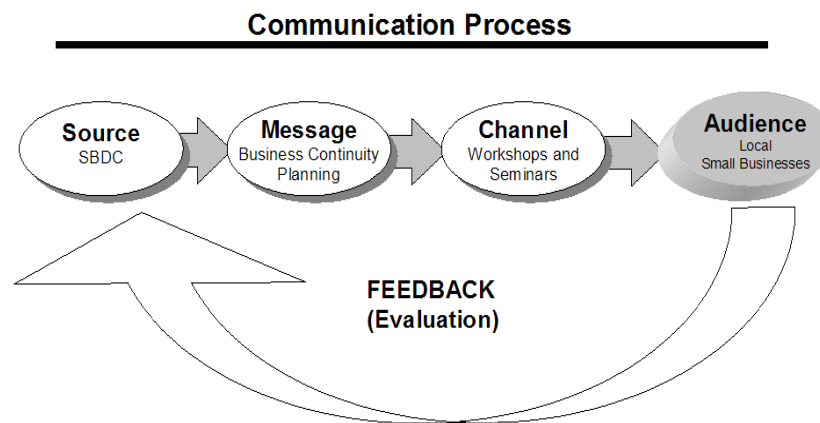 Communication Process
Source
SBDC
Message
Business Continuity
Planning
Channel
Workshops and
Seminars
Audience
Local
Small Businesses
FEEDBACK
(Evaluation)